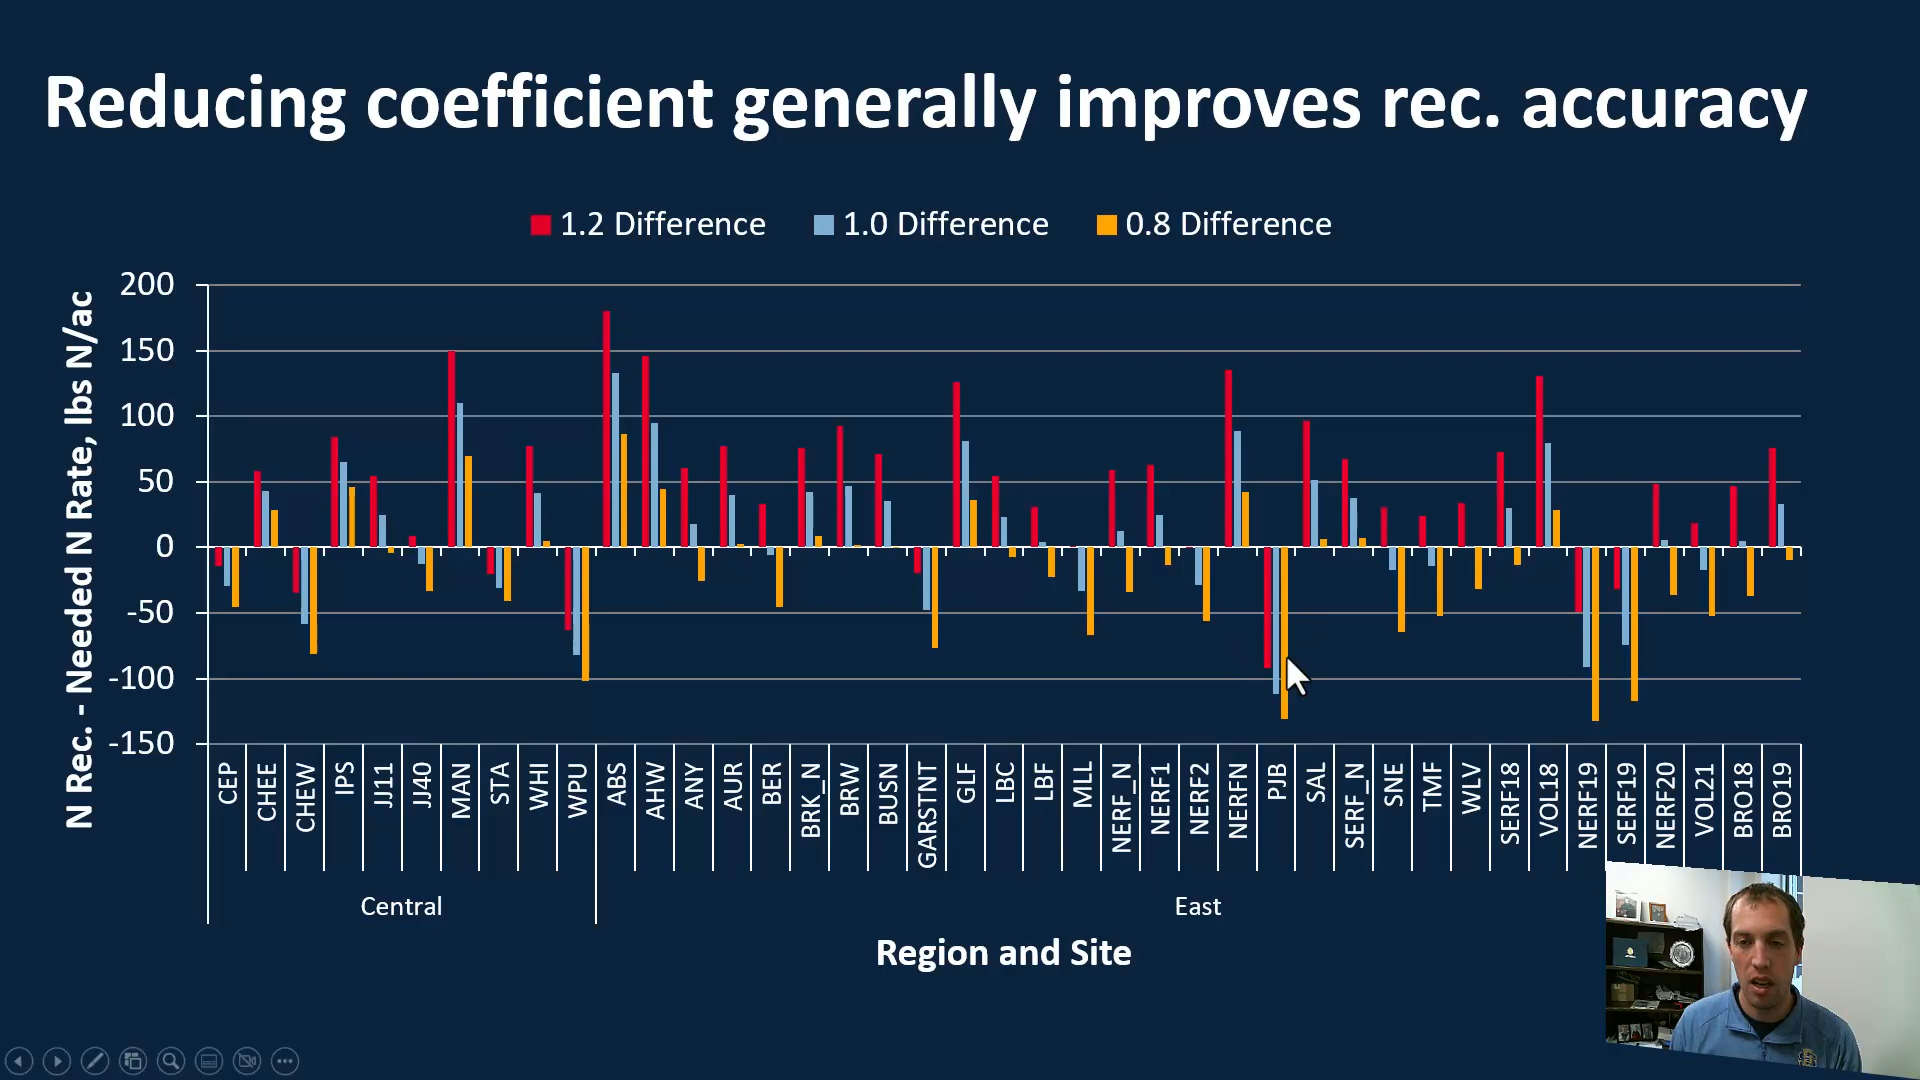 Reducing coefficient generally improves rec. accuracy
1.2 Difference 1.0 Difference 0.8 Difference
N Rec. - Needed N Rate, lbs N/ac
200
150
100
50
0
-50
-100
-150
CEP CHEE CHEW IPS JJ11 JJ40 MAN STA WHI WPU ABS AHW ANY AUR BER BRK_N BRW BUSN GARSTNT GLF LBC LBF MLL NERF_N NERF1 NERF2 NERFN PJB SAL SERF_N SNE TMF WLV SERF18 VOL18 NERF19 SERF19 NERF20 VOL21 BRO18 BRO19
Central East
Region and Site